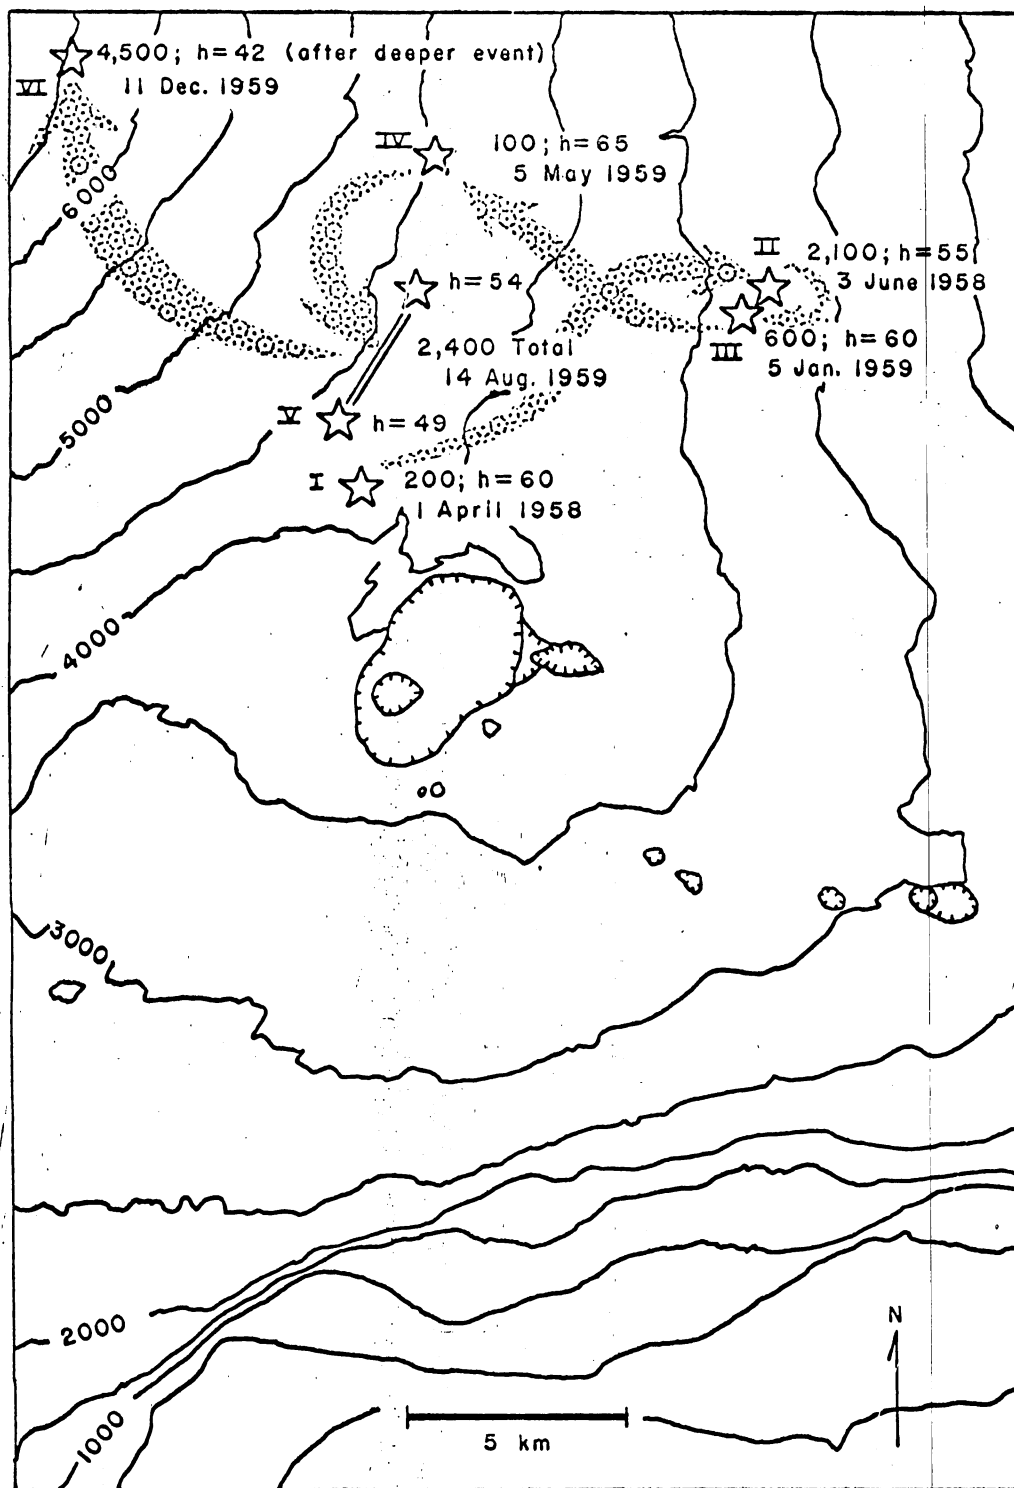 4,500; h=42 (after deeper event)
VI
11 Dec. 1959
IV
100; h=65
5 May 1959
6000
II
2,100; h=55
3 June 1958
h=54
600; h=60
III
5 Jan. 1959
2,400 Total
14 Aug. 1959
5000
V
h=49
I
200; h=60
1 April 1958
4000
3000
N
2000
1000
5 km